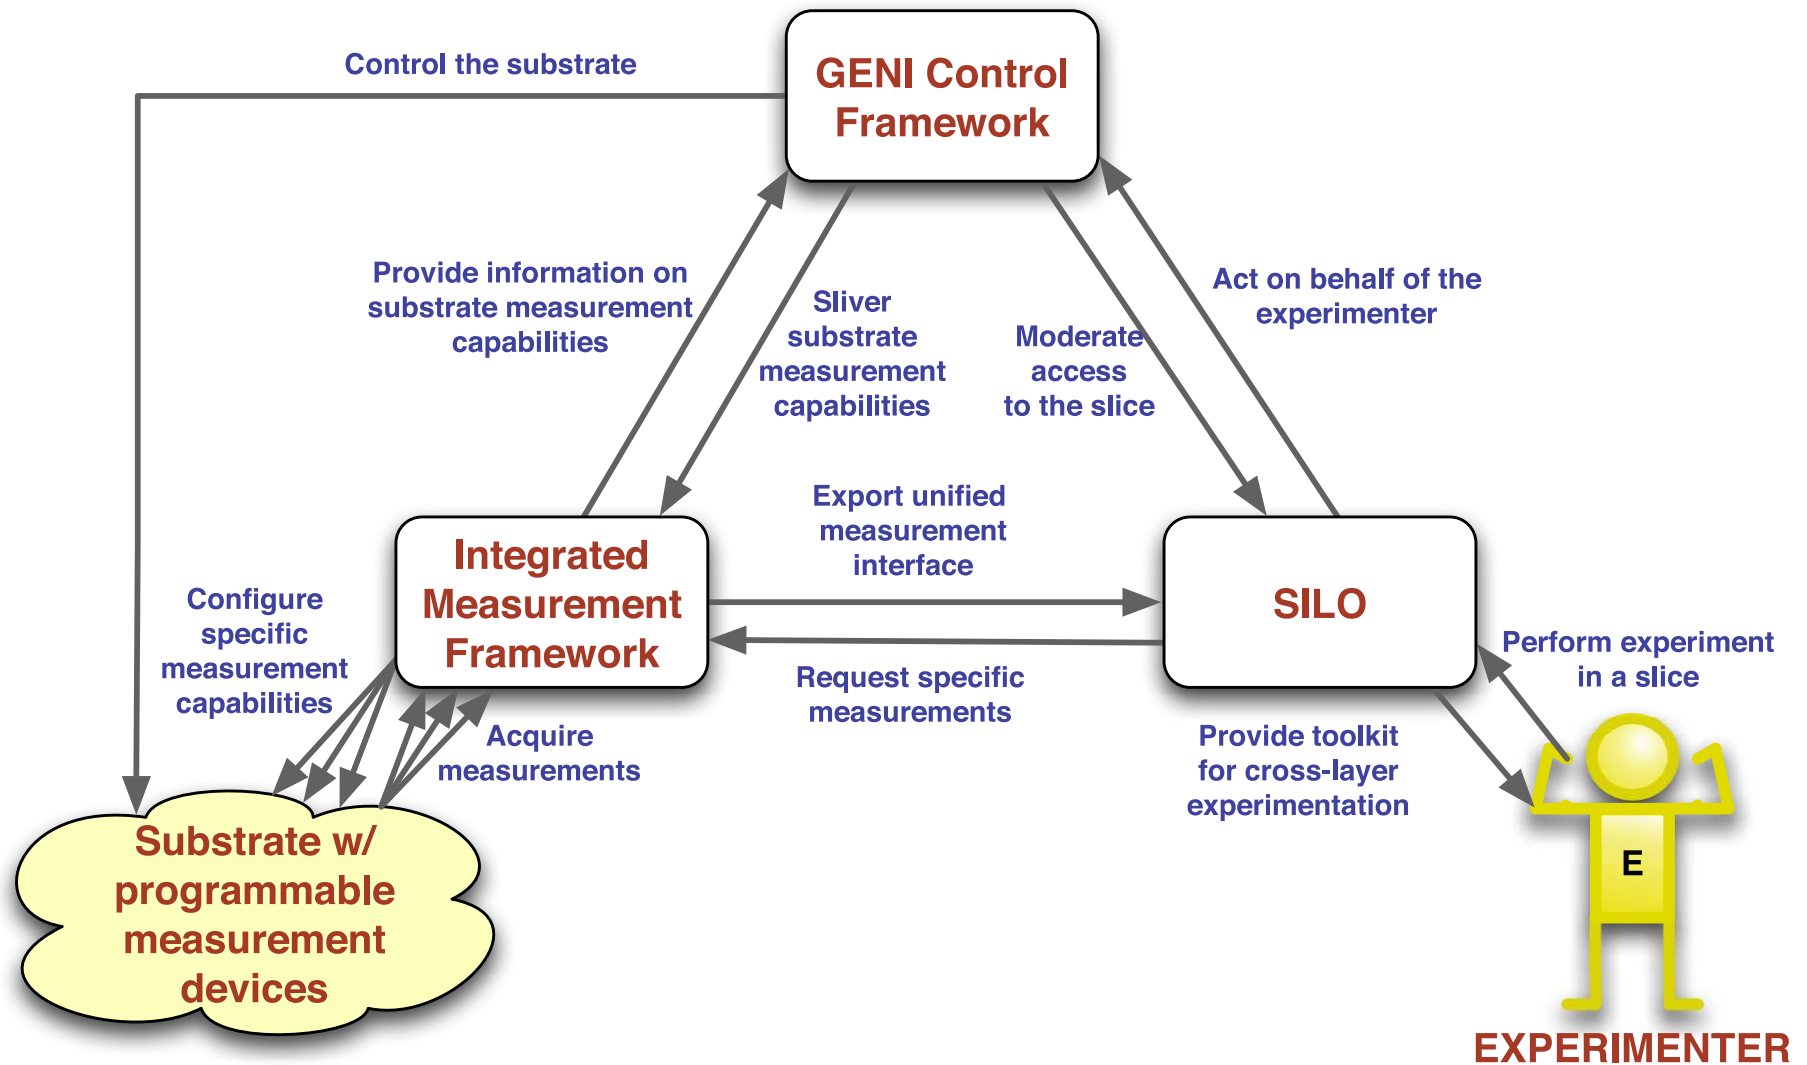 Control the substrate
GENI Control
Framework
Provide information on
substrate measurement
capabilities
Sliver
substrate
measurement
capabilities
Moderate
access
to the slice
Act on behalf of the
experimenter
Export unified
measurement
interface
Integrated
Measurement
Framework
SILO
Configure
specific
measurement
capabilities
Request specific
measurements
Perform experiment
in a slice
Acquire
measurements
Provide toolkit
for cross-layer
experimentation
Substrate w/
programmable
measurement
devices
E
EXPERIMENTER